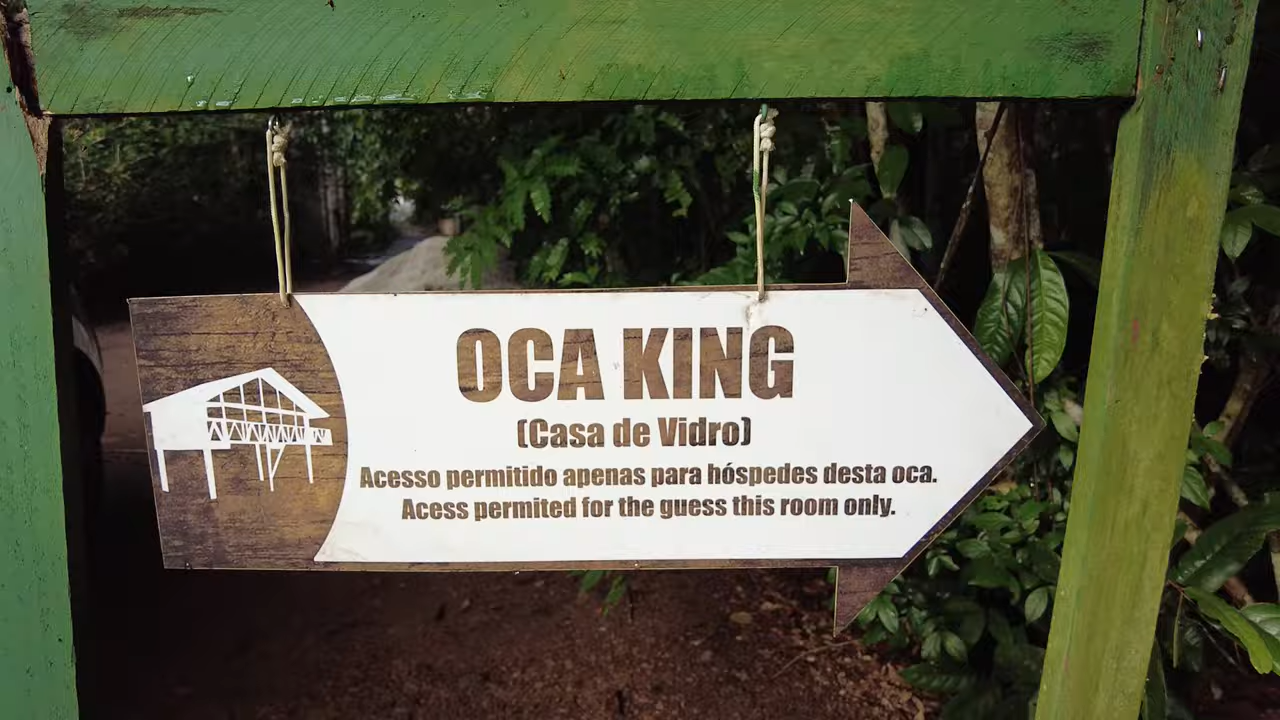 OCA KING
(Casa de Vidro)
Acesso permitido apenas para hóspedes desta oca.
Acess permited for the guess this room only.